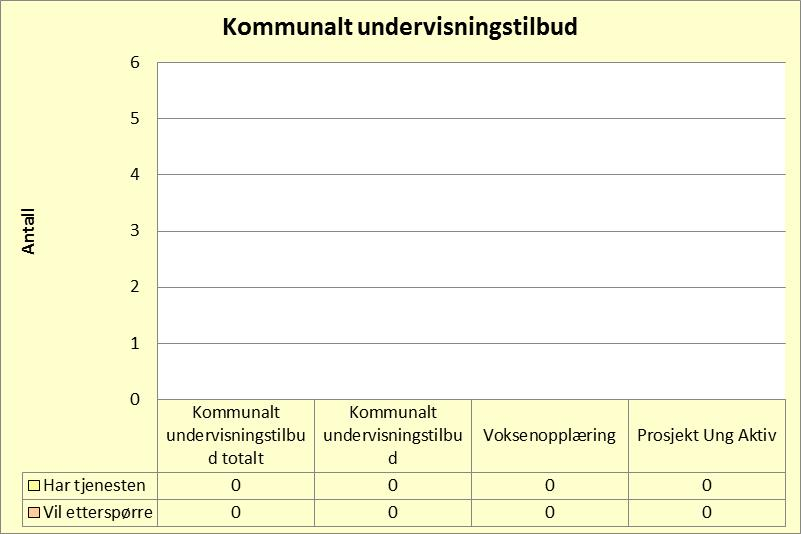 Kommunalt undervisningstilbud
6
5
4
3
2
1
0
Antall
Kommunalt
undervisningstilbu
d totalt
Kommunalt
undervisningstilbu
d
Voksenopplæring
Prosjekt Ung Aktiv
Har tjenesten 0 0 0 0
Vil etterspørre 0 0 0 0